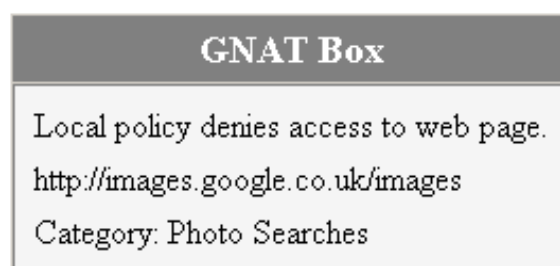 GNAT Box
Local policy denies access to web page.
http://images.google.co.uk/images
Category: Photo Searches